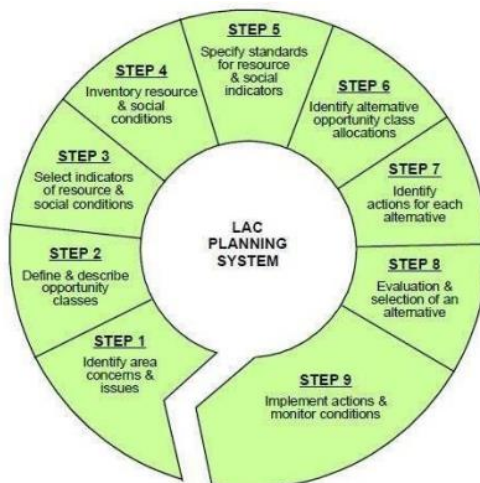 LAC
PLANNING
SYSTEM
STEP 1
Identify area
concerns &
issues
STEP 2
Define & describe
opportunity
classes
STEP 3
Select indicators
of resource &
social conditions
STEP 4
Inventory resource
& social
conditions
STEP 5
Specify standards
for resource
& social
indicators
STEP 6
Identify alternative
opportunity class
allocations
STEP 7
Identify
actions for each
alternative
STEP 8
Evaluation &
selection of an
alternative
STEP 9
Implement actions &
monitor conditions